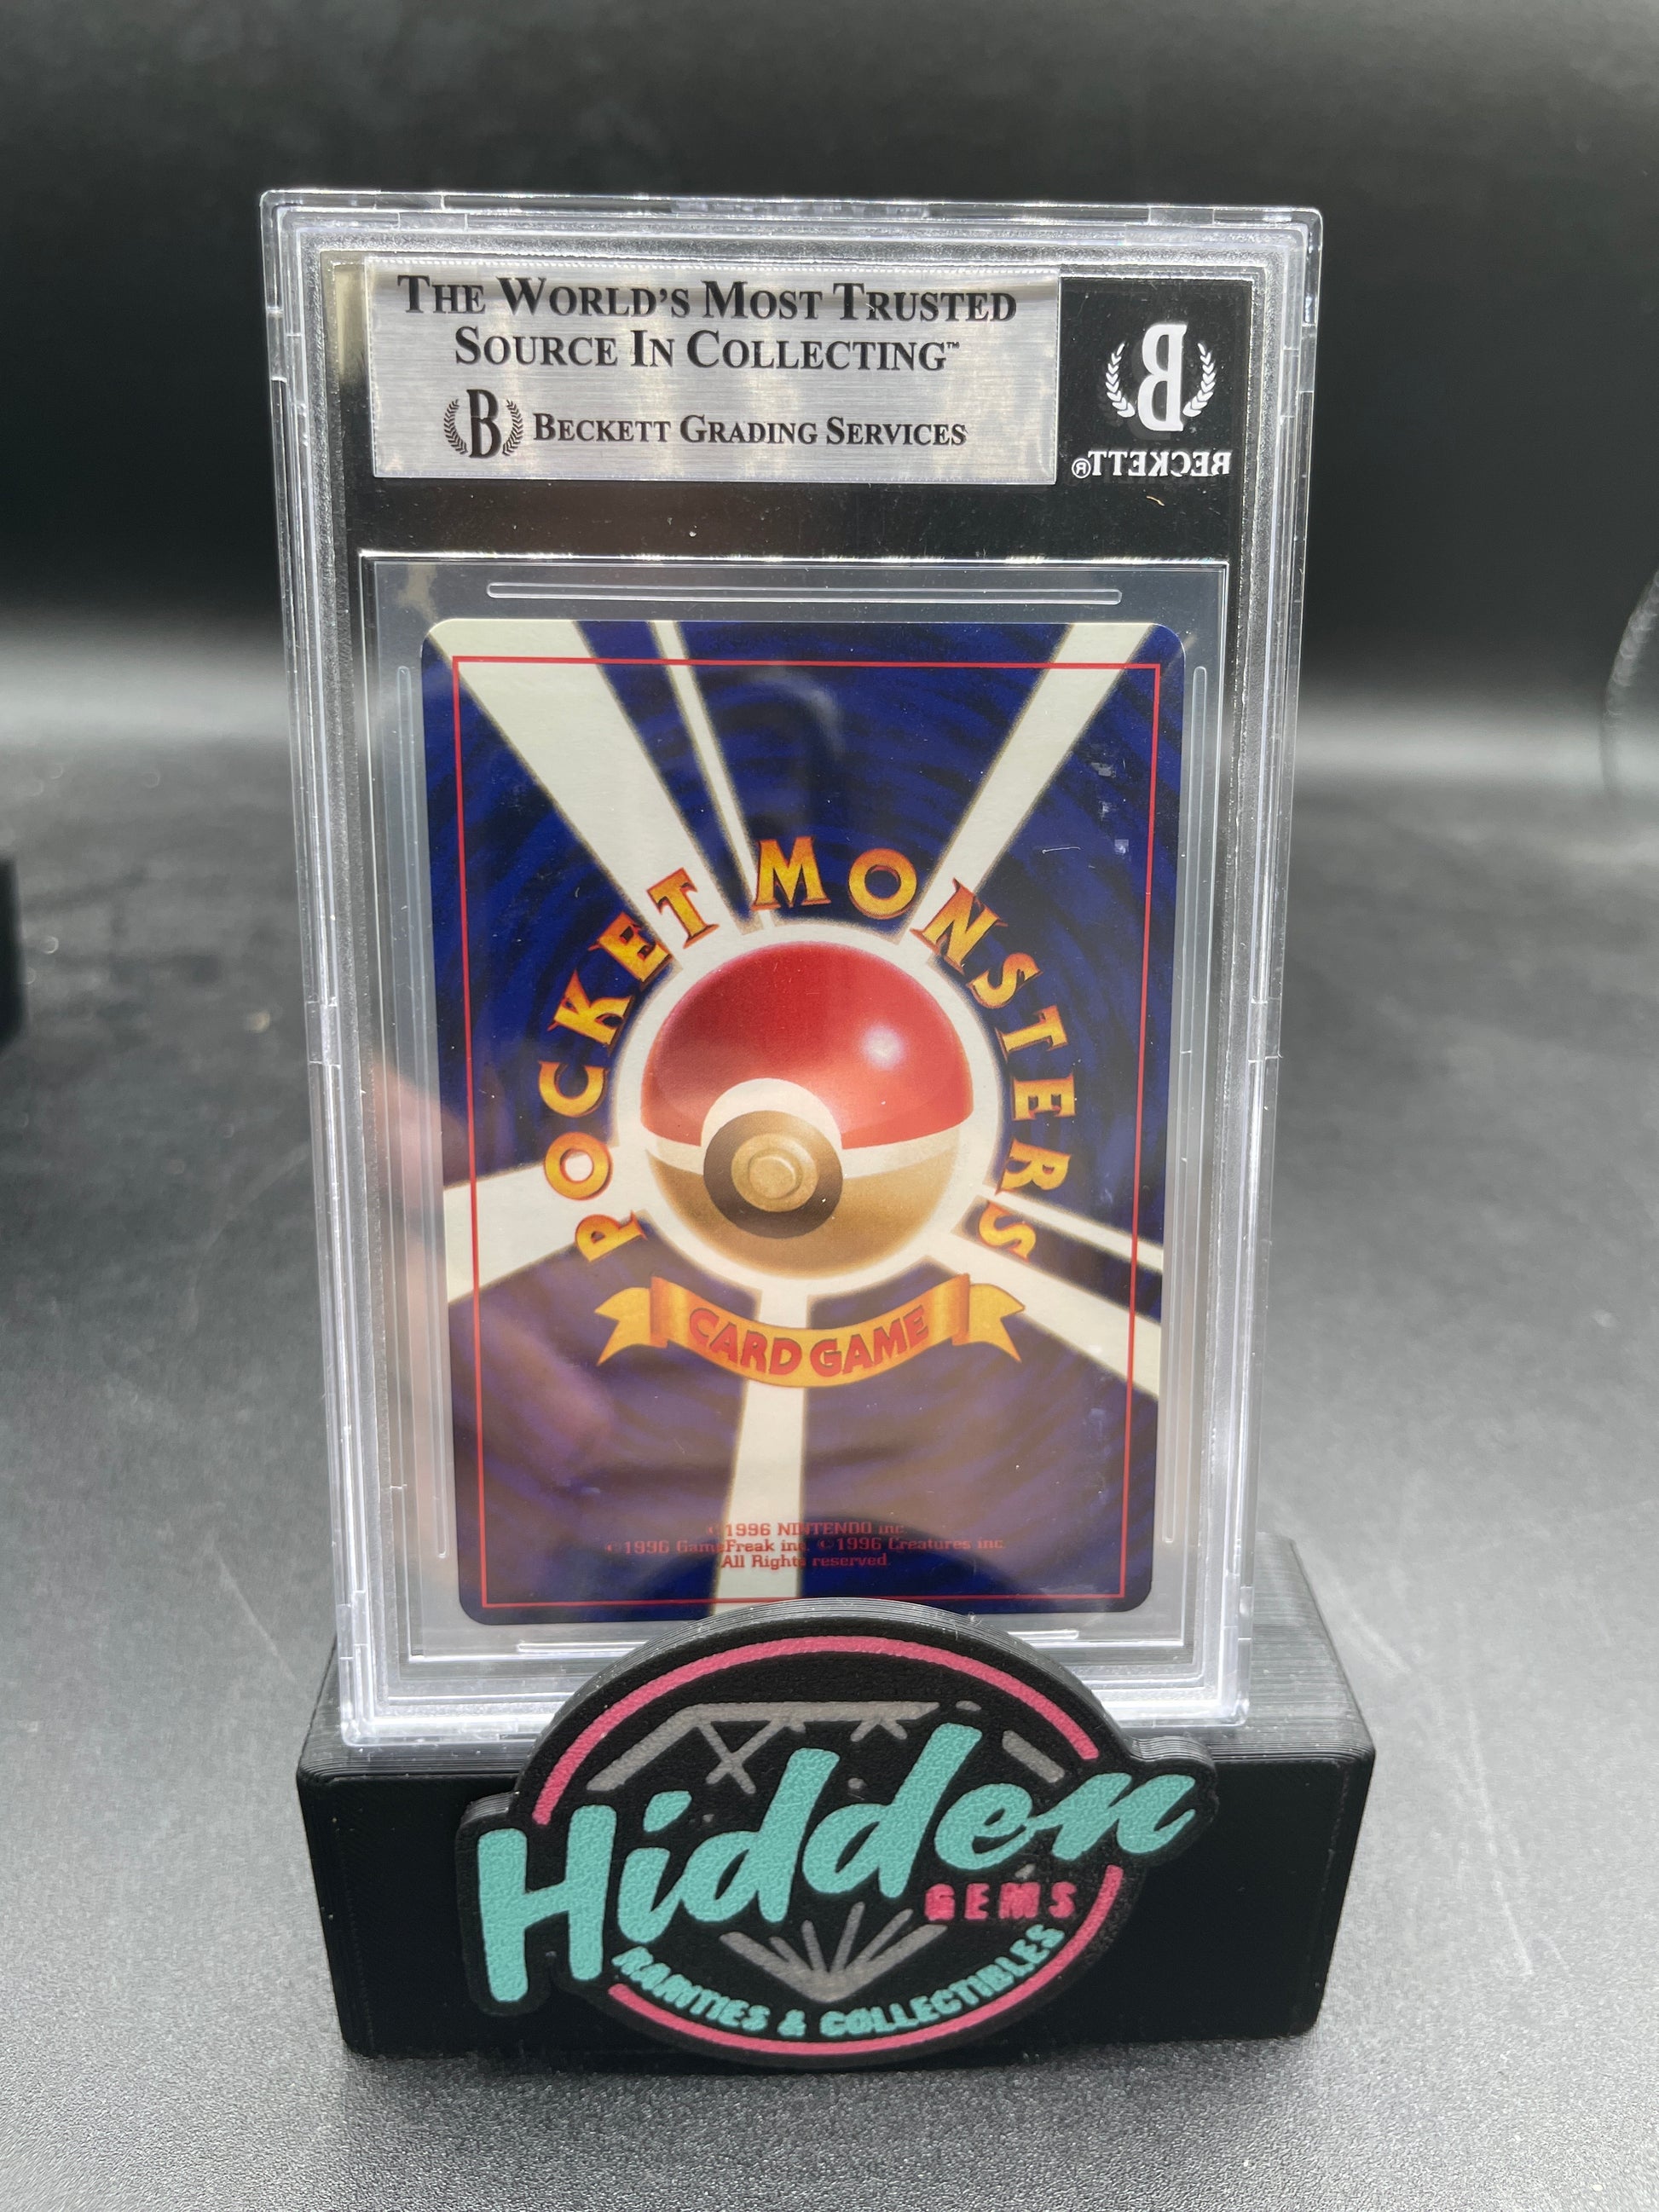 THE WORLD'S MOST TRUSTED
SOURCE IN COLLECTING™
B BECKETT GRADING SERVICES
B
BECKETT®
POCKET MONSTERS
CARD GAME
©1996 NINTENDO inc.
©1996 GameFreak inc. ©1996 Creatures inc.
All Rights reserved.
Hidden
GEMS
RARITIES & COLLECTIBLES